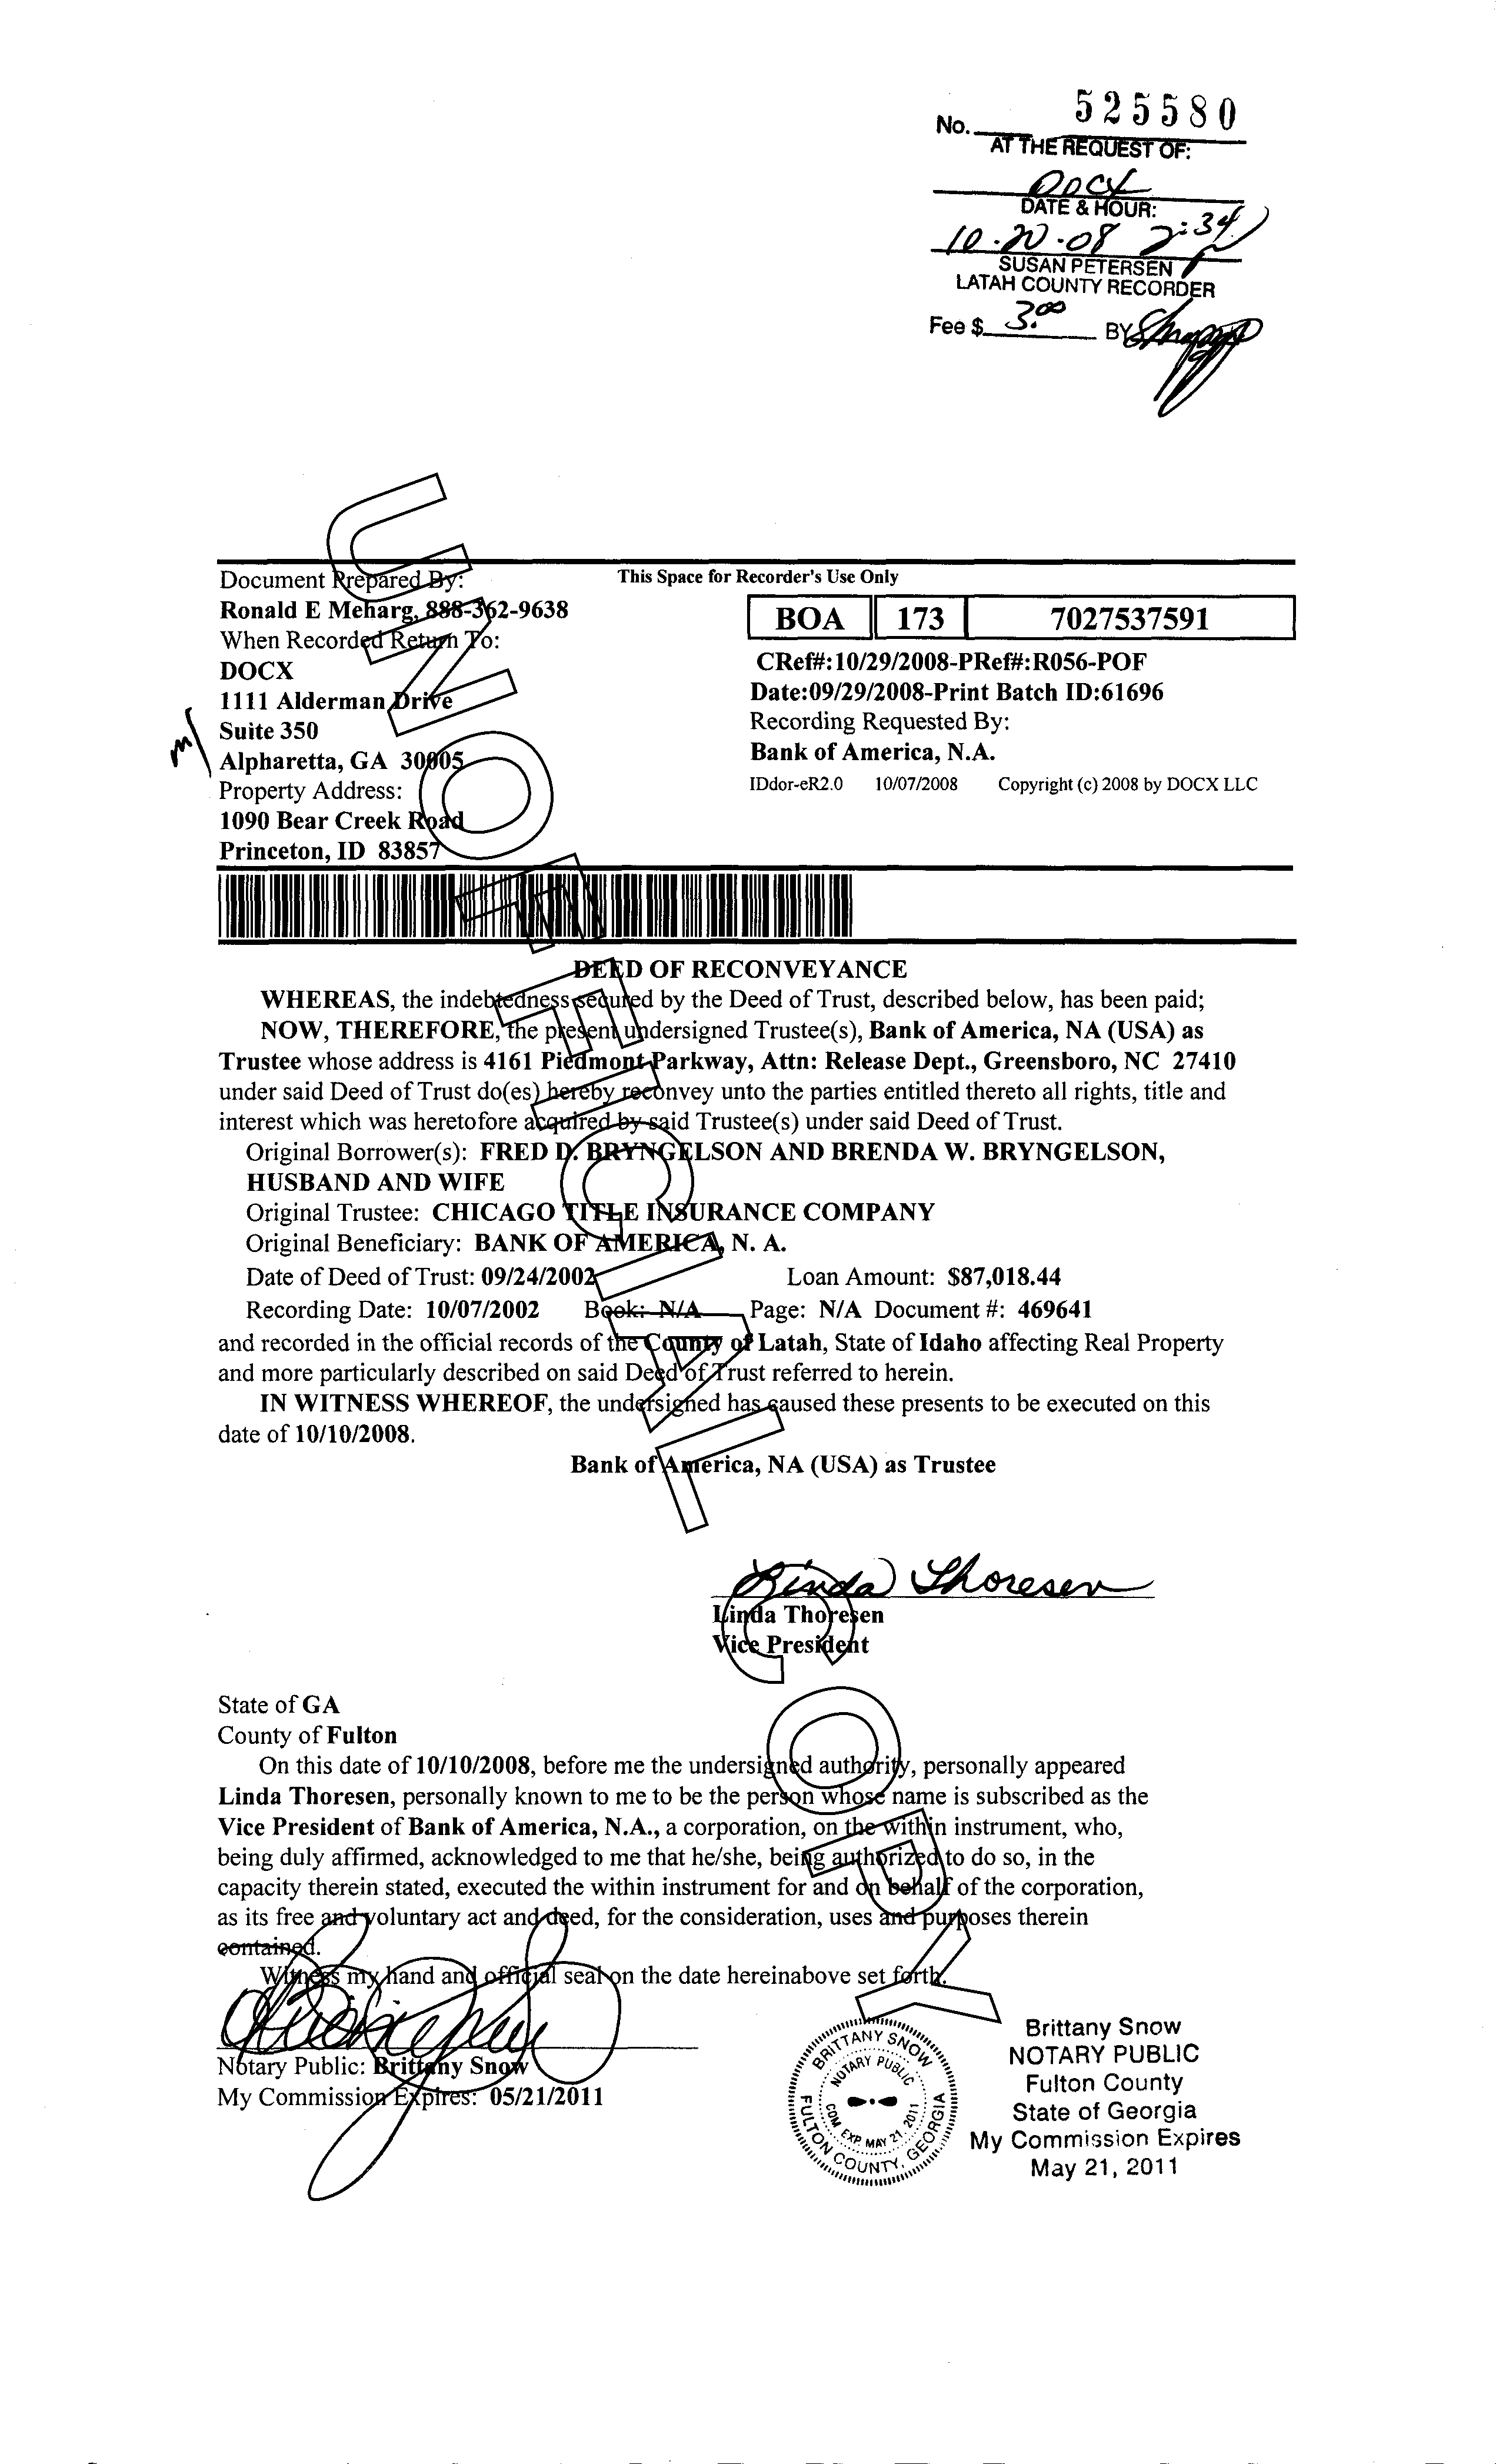 No. 525580
AT THE REQUEST OF:
DOCX
DATE & HOUR:
10-20-08 2:34
SUSAN PETERSEN
LATAH COUNTY RECORDER
Fee $ 3.00 BY
Document Prepared By:
Ronald E Meharg, 888-362-9638
When Recorded Return To:
DOCX
1111 Alderman Drive
Suite 350
Alpharetta, GA 30005
Property Address:
1090 Bear Creek Road
Princeton, ID 83857
This Space for Recorder's Use Only
BOA 173 7027537591
CRef#:10/29/2008-PRef#:R056-POF
Date:09/29/2008-Print Batch ID:61696
Recording Requested By:
Bank of America, N.A.
IDdor-eR2.0 10/07/2008 Copyright (c) 2008 by DOCX LLC
DEED OF RECONVEYANCE
WHEREAS, the indebtedness secured by the Deed of Trust, described below, has been paid;
NOW, THEREFORE, the present undersigned Trustee(s), Bank of America, NA (USA) as
Trustee whose address is 4161 Piedmont Parkway, Attn: Release Dept., Greensboro, NC 27410
under said Deed of Trust do(es) hereby reconvey unto the parties entitled thereto all rights, title and
interest which was heretofore acquired by said Trustee(s) under said Deed of Trust.
Original Borrower(s): FRED D. BRYNGELSON AND BRENDA W. BRYNGELSON,
HUSBAND AND WIFE
Original Trustee: CHICAGO TITLE INSURANCE COMPANY
Original Beneficiary: BANK OF AMERICA, N. A.
Date of Deed of Trust: 09/24/2002 Loan Amount: $87,018.44
Recording Date: 10/07/2002 Book: N/A Page: N/A Document #: 469641
and recorded in the official records of the County of Latah, State of Idaho affecting Real Property
and more particularly described on said Deed of Trust referred to herein.
IN WITNESS WHEREOF, the undersigned has caused these presents to be executed on this
date of 10/10/2008.
Bank of America, NA (USA) as Trustee
Linda Thoresen
Linda Thoresen
Vice President
State of GA
County of Fulton
On this date of 10/10/2008, before me the undersigned authority, personally appeared
Linda Thoresen, personally known to me to be the person whose name is subscribed as the
Vice President of Bank of America, N.A., a corporation, on the within instrument, who,
being duly affirmed, acknowledged to me that he/she, being authorized to do so, in the
capacity therein stated, executed the within instrument for and on behalf of the corporation,
as its free and voluntary act and deed, for the consideration, uses and purposes therein
contained.
Witness my hand and official seal on the date hereinabove set forth.
Notary Public: Brittany Snow
My Commission Expires: 05/21/2011
BRITTANY SNOW
NOTARY PUBLIC
COM. EXP. MAY 21, 2011
FULTON COUNTY, GEORGIA
Brittany Snow
NOTARY PUBLIC
Fulton County
State of Georgia
My Commission Expires
May 21, 2011
UNOFFICIAL COPY